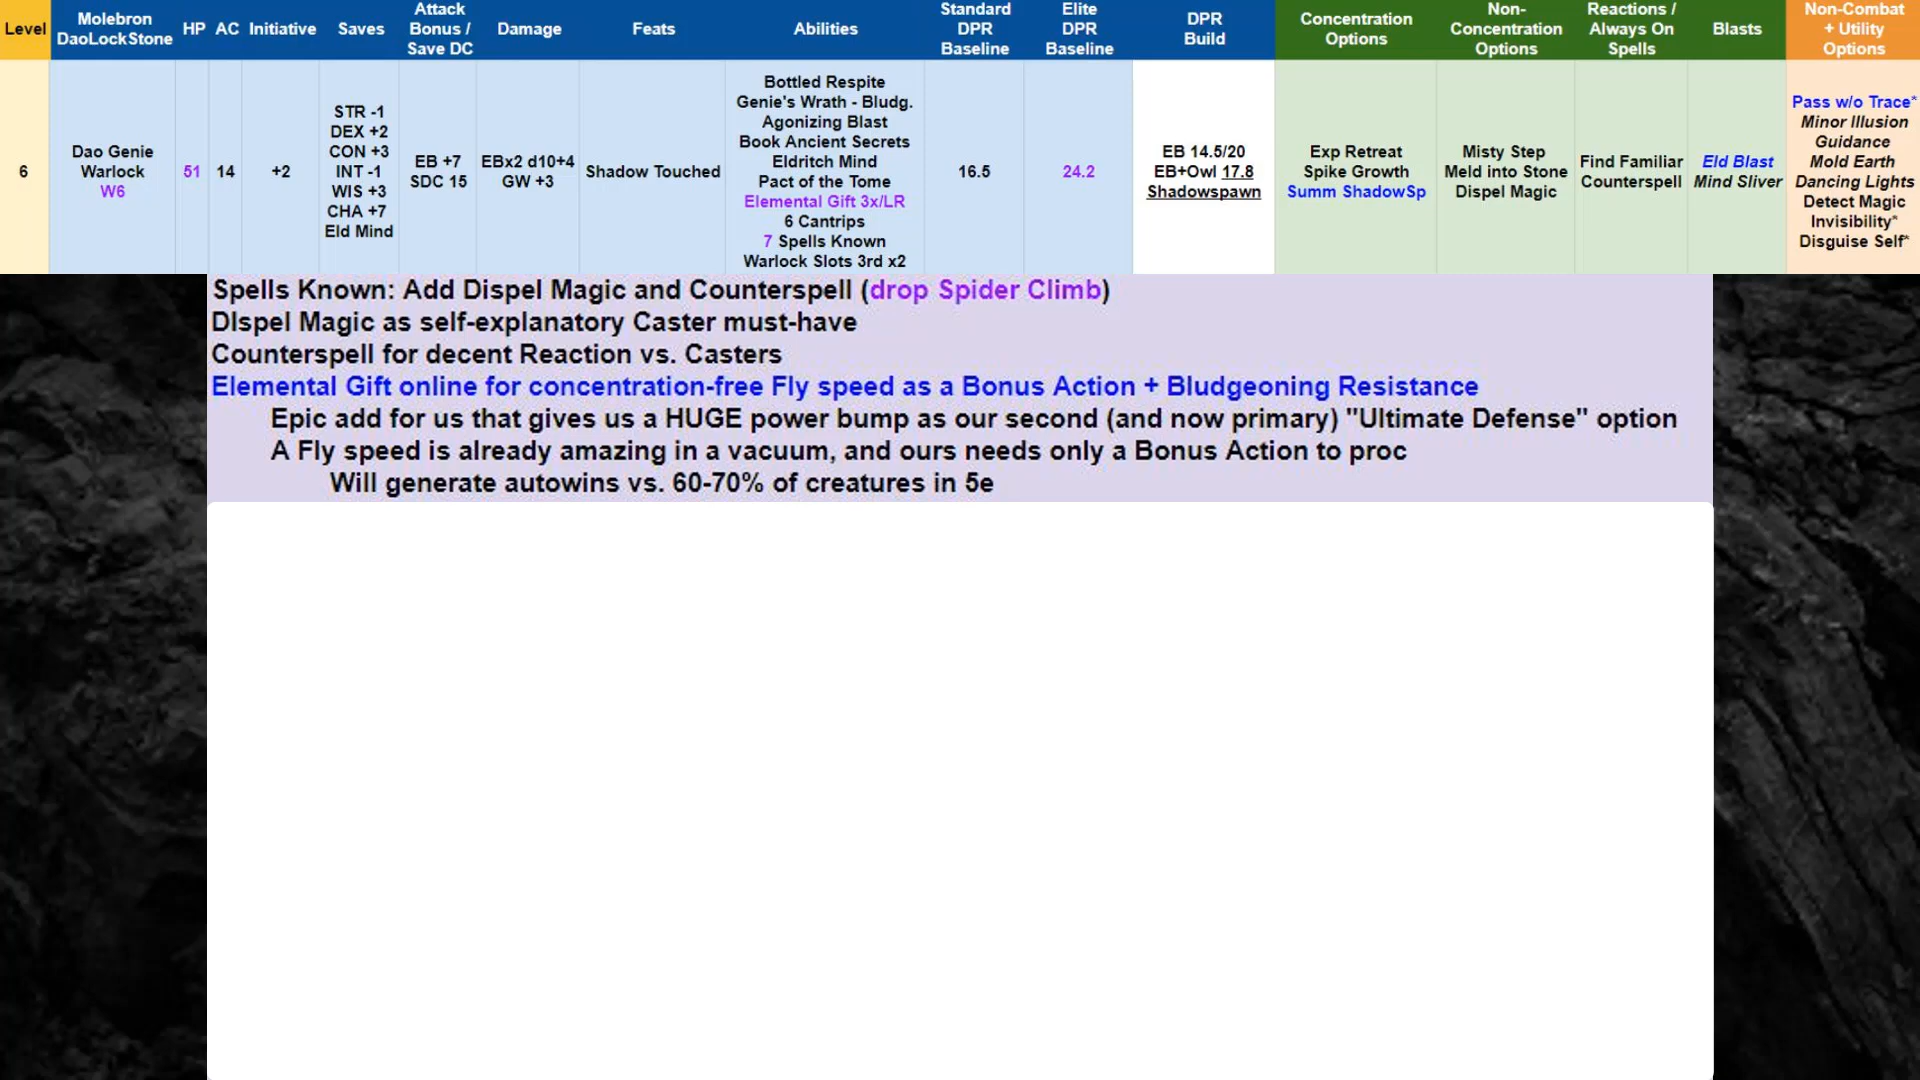 Level
Molebron
DaoLockStone
HP
AC
Initiative
Saves
Attack
Bonus /
Save DC
Damage
Feats
Abilities
Standard
DPR
Baseline
Elite
DPR
Baseline
DPR
Build
Concentration
Options
Non-
Concentration
Options
Reactions /
Always On
Spells
Blasts
Non-Combat
+ Utility
Options
6
Dao Genie
Warlock
W6
51
14
+2
STR -1
DEX +2
CON +3
INT -1
WIS +3
CHA +7
Eld Mind
EB +7
SDC 15
EBx2 d10+4
GW +3
Shadow Touched
Bottled Respite
Genie's Wrath - Bludg.
Agonizing Blast
Book Ancient Secrets
Eldritch Mind
Pact of the Tome
Elemental Gift 3x/LR
6 Cantrips
7 Spells Known
Warlock Slots 3rd x2
16.5
24.2
EB 14.5/20
EB+Owl 17.8
Shadowspawn
Exp Retreat
Spike Growth
Summ ShadowSp
Misty Step
Meld into Stone
Dispel Magic
Find Familiar
Counterspell
Eld Blast
Mind Sliver
Pass w/o Trace*
Minor Illusion
Guidance
Mold Earth
Dancing Lights
Detect Magic
Invisibility*
Disguise Self*
Spells Known: Add Dispel Magic and Counterspell (drop Spider Climb)
DIspel Magic as self-explanatory Caster must-have
Counterspell for decent Reaction vs. Casters
Elemental Gift online for concentration-free Fly speed as a Bonus Action + Bludgeoning Resistance
Epic add for us that gives us a HUGE power bump as our second (and now primary) "Ultimate Defense" option
A Fly speed is already amazing in a vacuum, and ours needs only a Bonus Action to proc
Will generate autowins vs. 60-70% of creatures in 5e